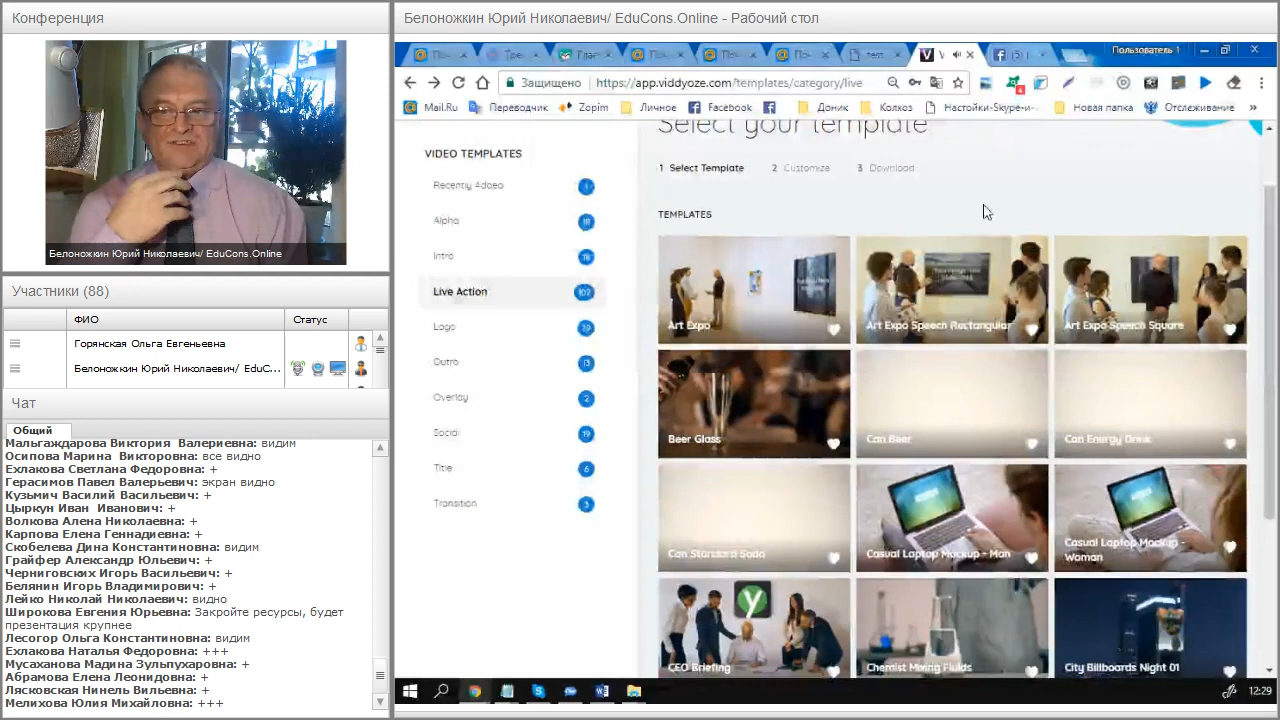 Конференция
Белоножкин Юрий Николаевич/ EduCons.Online
Участники (88)
ФИО
Статус
Горянская Ольга Евгеньевна
Белоножкин Юрий Николаевич/ EduC...
Чат
Общий
Мальгаждарова Виктория Валериевна: видим
Осипова Марина Викторовна: все видно
Ехлакова Светлана Федоровна: +
Герасимов Павел Валерьевич: экран видно
Кузьмич Василий Васильевич: +
Цыркун Иван Иванович: +
Волкова Алена Николаевна: +
Карпова Елена Геннадиевна: +
Скобелева Дина Константиновна: видим
Грайфер Александр Юльевич: +
Черниговских Игорь Васильевич: +
Белянин Игорь Владимирович: +
Лейко Николай Николаевич: видно
Широкова Евгения Юрьевна: Закройте ресурсы, будет
презентация крупнее
Лесогор Ольга Константиновна: видим
Ехлакова Наталья Федоровна: +++
Мусаханова Мадина Зульпухаровна: +
Абрамова Елена Леонидовна: +
Лясковская Нинель Вильевна: +
Мелихова Юлия Михайловна: +++
Белоножкин Юрий Николаевич/ EduCons.Online - Рабочий стол
test
(5)
Пользователь 1
Защищено
https://app.viddyoze.com/templates/category/live
Mail.Ru
Переводчик
Zopim
Личное
Facebook
Доник
Колхоз
Настойки-Skype-и-
Новая папка
Отслеживание
»
Select your template
VIDEO TEMPLATES
Recently Added
Alpha
Intro
Live Action 102
Logo
Outro
Overlay 2
Social 19
Title 6
Transition 3
1 Select Template
2 Customize
3 Download
TEMPLATES
Art Expo
Art Expo Speech Rectangular
Art Expo Speech Square
Beer Glass
Can Beer
Can Energy Drink
Can Standard Soda
Casual Laptop Mockup - Man
Casual Laptop Mockup -
Woman
CEO Briefing
Chemist Mixing Fluids
City Billboards Night 01
12:29